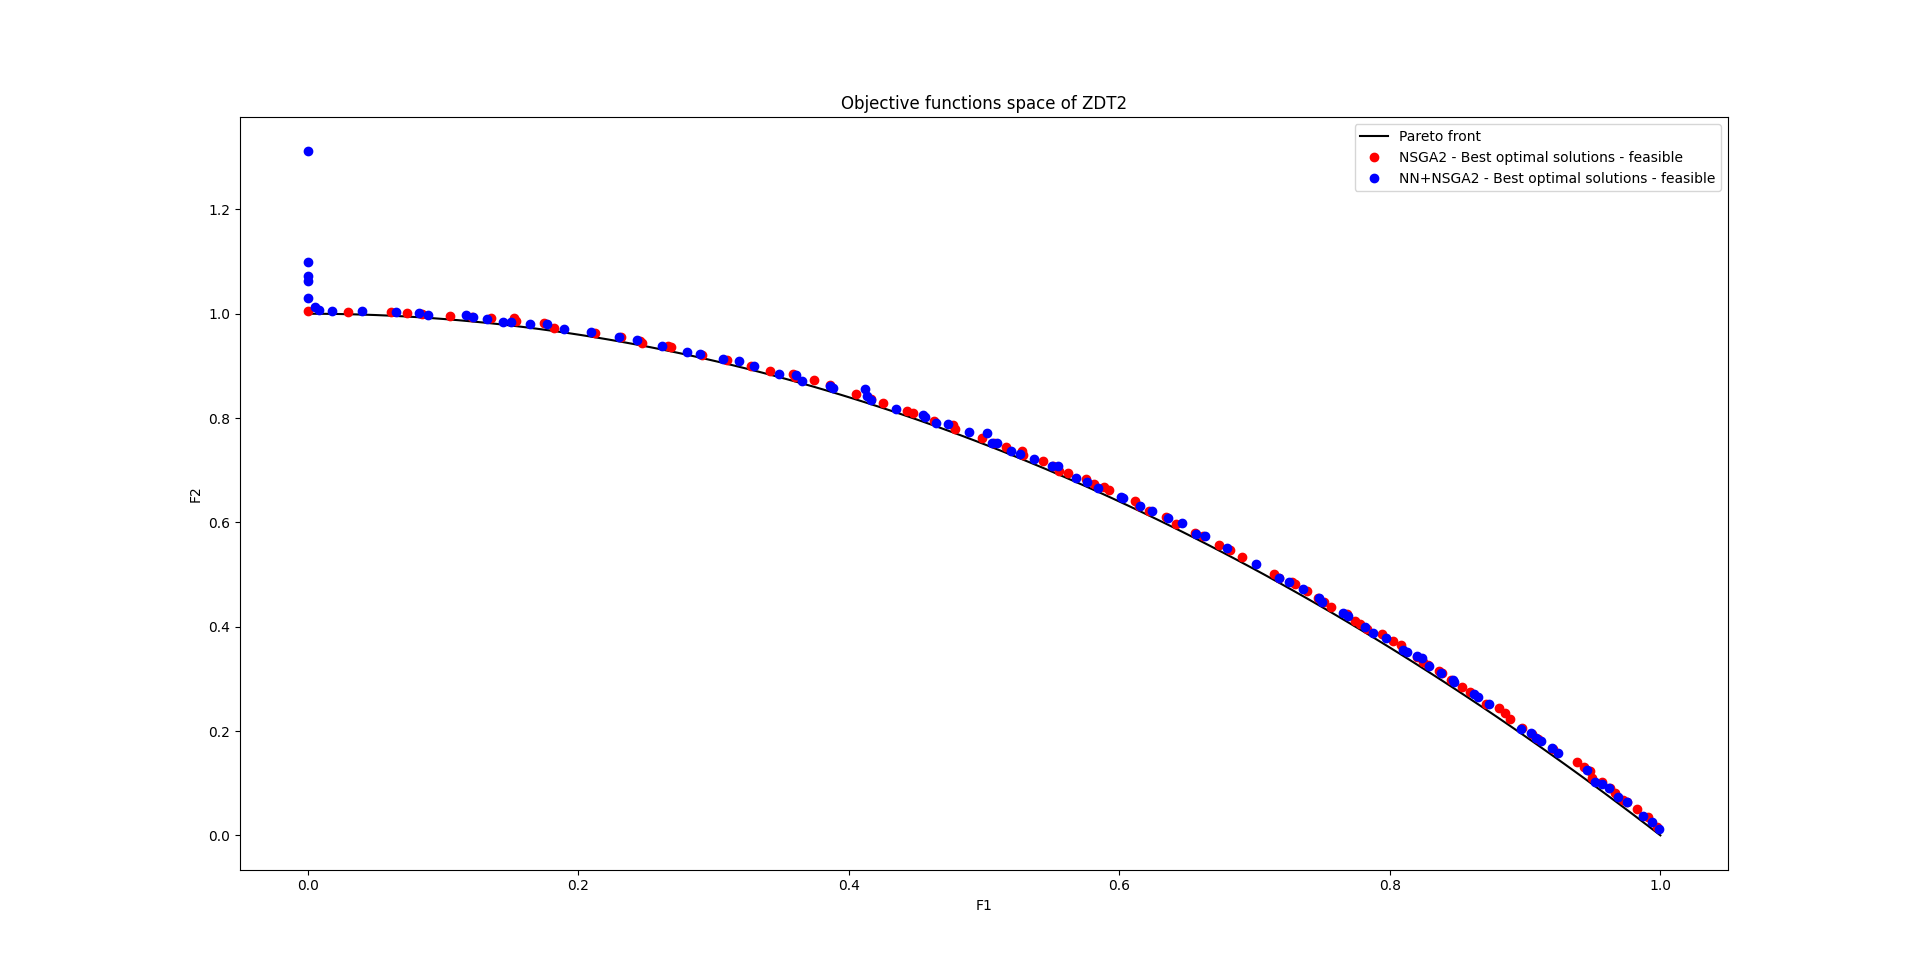 Objective functions space of ZDT2
Pareto front
NSGA2 - Best optimal solutions - feasible
NN+NSGA2 - Best optimal solutions - feasible
1.2
1.0
0.8
0.6
0.4
0.2
0.0
F2
0.0 0.2 0.4 0.6 0.8 1.0
F1